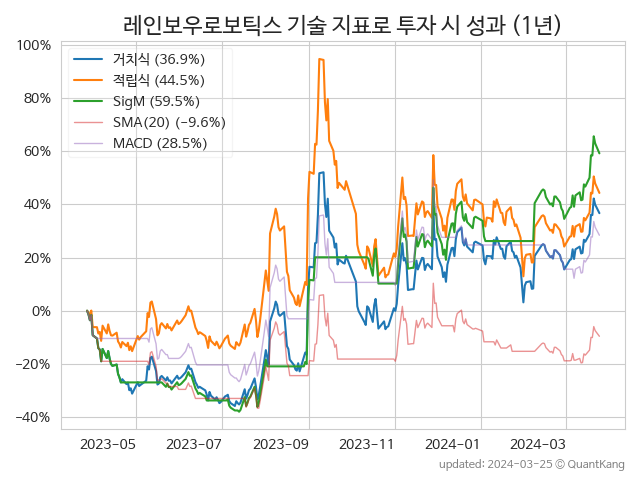 레인보우로보틱스 기술 지표로 투자 시 성과 (1년)
100%
80%
60%
40%
20%
0%
−20%
−40%
거치식 (36.9%)
적립식 (44.5%)
SigM (59.5%)
SMA(20) (−9.6%)
MACD (28.5%)
2023-05 2023-07 2023-09 2023-11 2024-01 2024-03
updated: 2024-03-25 © QuantKang